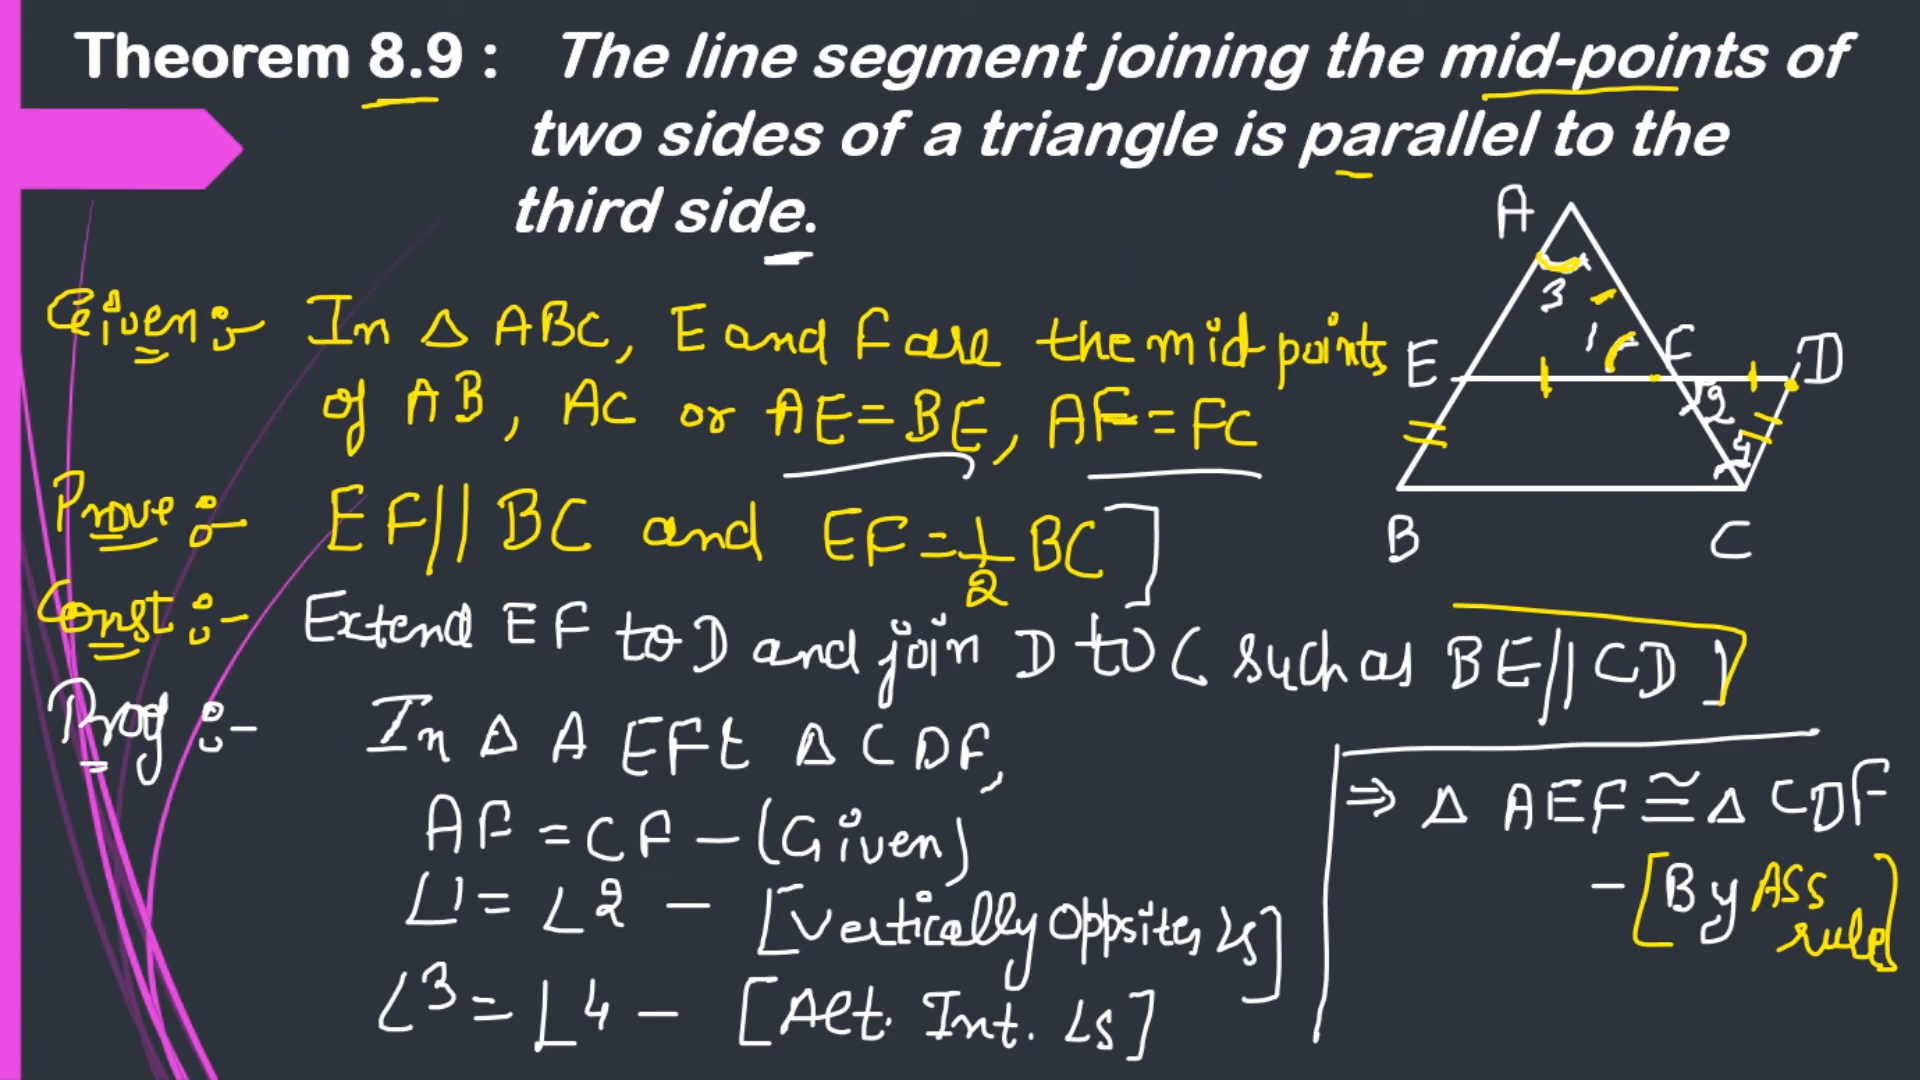 Theorem 8.9 : The line segment joining the mid-points of
two sides of a triangle is parallel to the
third side.
Given :- In Δ ABC, E and F are the mid points
of AB, AC or AE = BE, AF = FC
Prove :- EF || BC and EF = 1/2 BC ]
Const :- Extend EF to D and join D to C such as BE || CD ]
Proof :- In Δ AEF & Δ CDF,
AF = CF - (Given)
∠1 = ∠2 - [Vertically Oppsites ∠s]
∠3 = ∠4 - [Alt. Int. ∠s]
⇒ Δ AEF ≅ Δ CDF
- [By ASS rule]
A
3
1
E
F
D
2
4
B
C